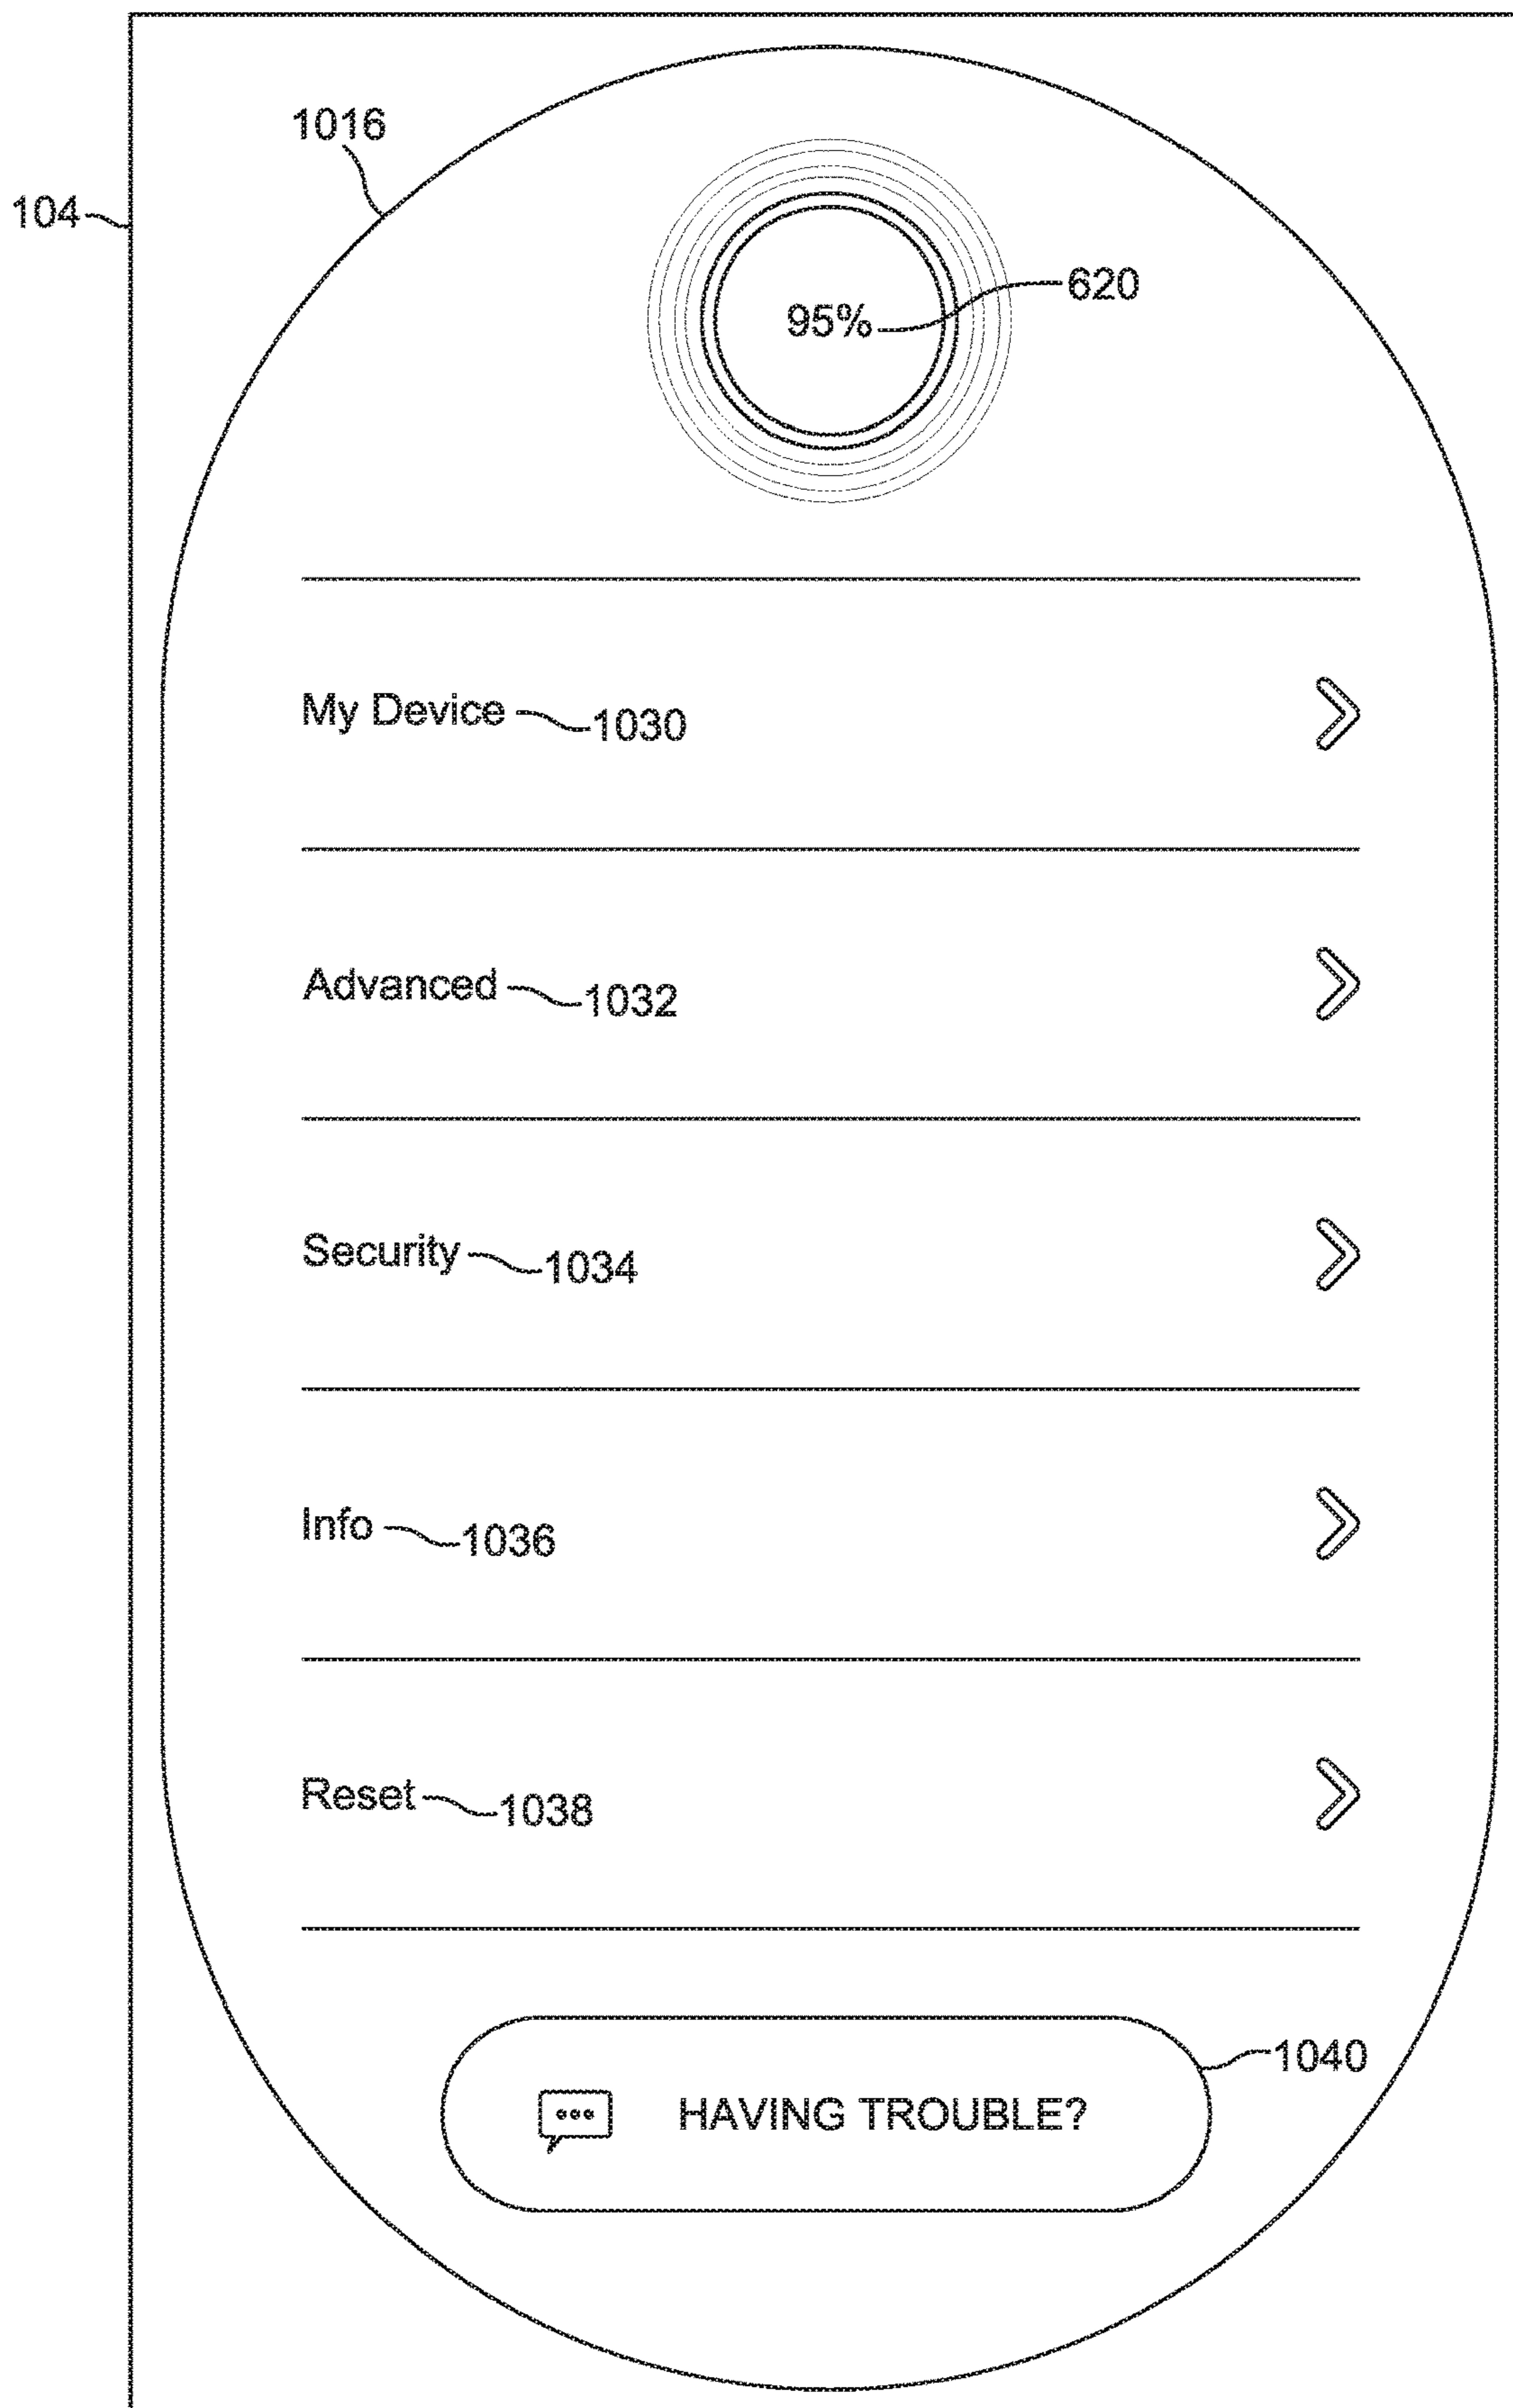 1016
104
620
95%
My Device 1030
Advanced 1032
Security 1034
Info 1036
Reset 1038
1040
HAVING TROUBLE?